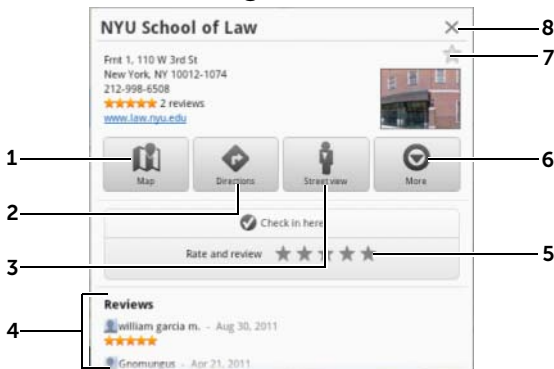 NYU School of Law
8
7
Frnt 1, 110 W 3rd St
New York, NY 10012-1074
212-998-6508
2 reviews
www.law.nyu.edu
1
Map
Directions
Street view
More
6
2
3
Check in here
Rate and review
5
4
Reviews
william garcia m. - Aug 30, 2011
Gnomungus - Apr 21, 2011